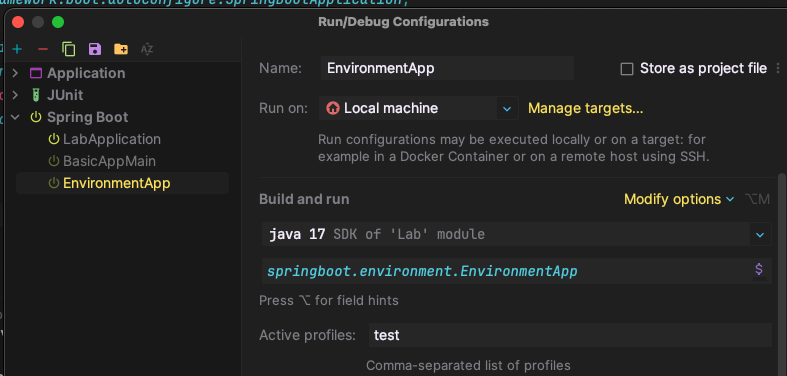 amework.boot.autoconfigure.SpringBootApplication;
Run/Debug Configurations
Application
JUnit
Spring Boot
LabApplication
BasicAppMain
EnvironmentApp
Name: EnvironmentApp Store as project file
Run on: Local machine Manage targets...
Run configurations may be executed locally or on a target: for
example in a Docker Container or on a remote host using SSH.
Build and run Modify options ⌥M
java 17 SDK of 'Lab' module
springboot.environment.EnvironmentApp $
Press ⌥ for field hints
Active profiles: test
Comma-separated list of profiles